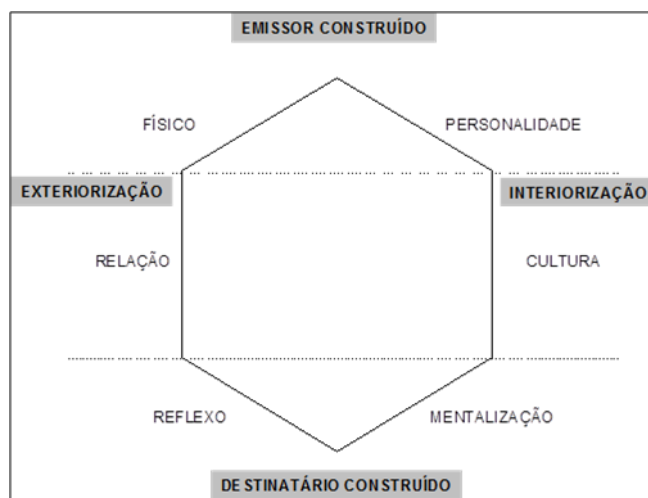 EMISSOR CONSTRUÍDO
FÍSICO
PERSONALIDADE
EXTERIORIZAÇÃO
INTERIORIZAÇÃO
RELAÇÃO
CULTURA
REFLEXO
MENTALIZAÇÃO
DESTINATÁRIO CONSTRUÍDO